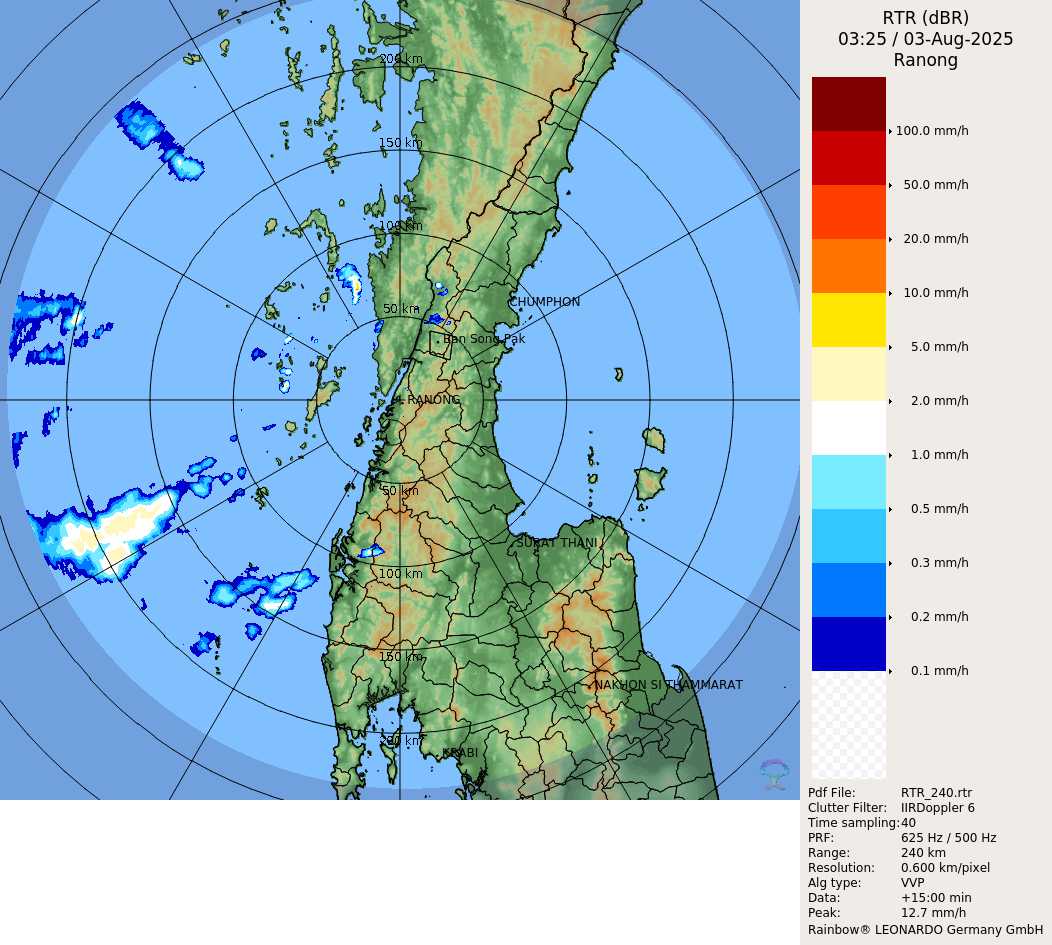 RTR (dBR)
03:25 / 03-Aug-2025
Ranong
100.0 mm/h
50.0 mm/h
20.0 mm/h
10.0 mm/h
5.0 mm/h
2.0 mm/h
1.0 mm/h
0.5 mm/h
0.3 mm/h
0.2 mm/h
0.1 mm/h
Pdf File: RTR_240.rtr
Clutter Filter: IIRDoppler 6
Time sampling: 40
PRF: 625 Hz / 500 Hz
Range: 240 km
Resolution: 0.600 km/pixel
Alg type: VVP
Data: +15:00 min
Peak: 12.7 mm/h
Rainbow® LEONARDO Germany GmbH
200 km
150 km
100 km
CHUMPHON
50 km
Ban Song Pak
RANONG
50 km
SURAT THANI
100 km
150 km
NAKHON SI THAMMARAT
200 km
KRABI